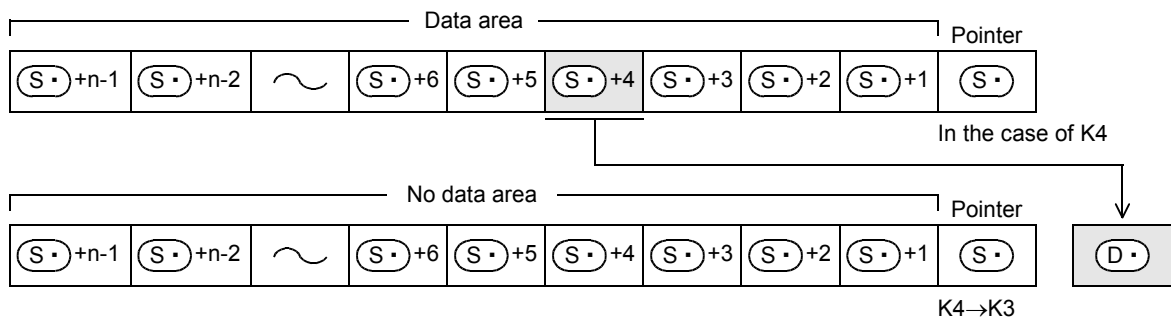 Data area
Pointer
S· +n-1 S· +n-2 S· +6 S· +5 S· +4 S· +3 S· +2 S· +1 S·
In the case of K4
No data area
Pointer
S· +n-1 S· +n-2 S· +6 S· +5 S· +4 S· +3 S· +2 S· +1 S· D·
K4→K3